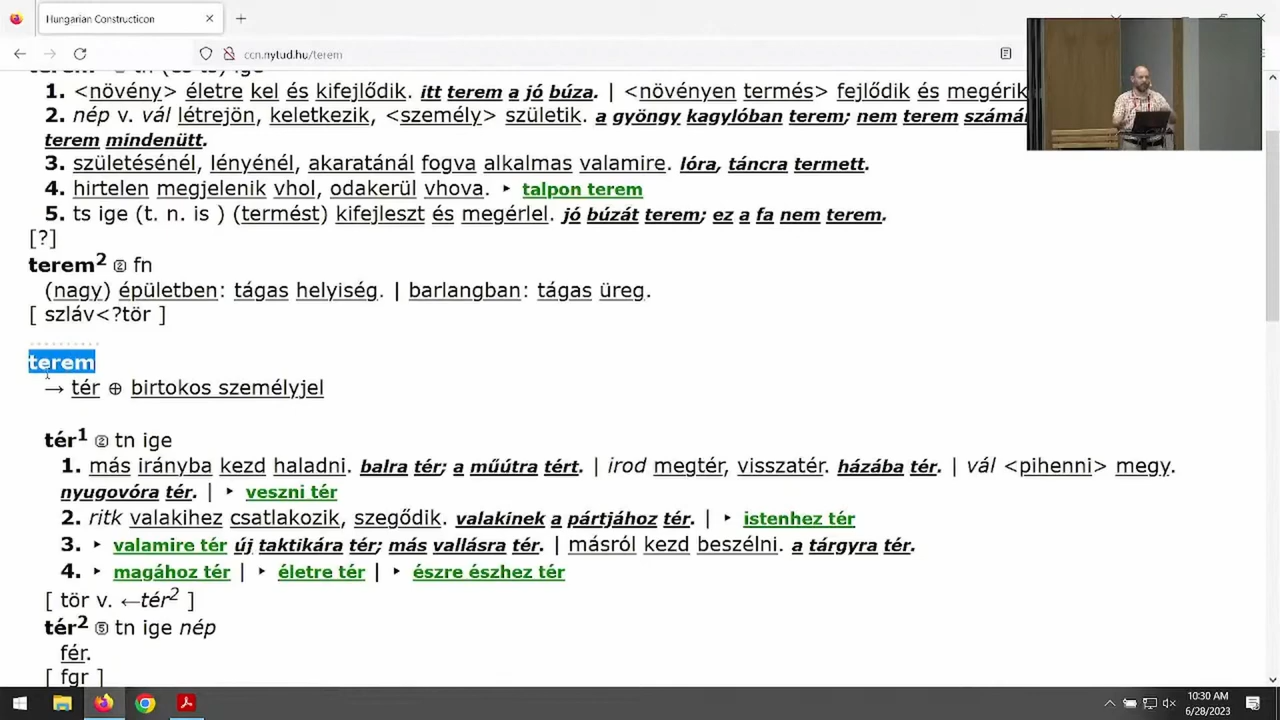 Hungarian Constructicon
ccn.nytud.hu/terem
1. <növény> életre kel és kifejlődik. itt terem a jó búza. | <növényen termés> fejlődik és megérik
2. nép v. vál létrejön, keletkezik, <személy> születik. a gyöngy kagylóban terem; nem terem számár
terem mindenütt.
3. születésénél, lényénél, akaratánál fogva alkalmas valamire. lóra, táncra termett.
4. hirtelen megjelenik vhol, odakerül vhova. ‣ talpon terem
5. ts ige (t. n. is ) (termést) kifejleszt és megérlel. jó búzát terem; ez a fa nem terem.
[?]
terem² ② fn
(nagy) épületben: tágas helyiség. | barlangban: tágas üreg.
[ szláv<?tör ]
terem
→ tér ⊕ birtokos személyjel
tér¹ ② tn ige
1. más irányba kezd haladni. balra tér; a műútra tért. | irod megtér, visszatér. házába tér. | vál <pihenni> megy.
nyugovóra tér. | ‣ veszni tér
2. ritk valakihez csatlakozik, szegődik. valakinek a pártjához tér. | ‣ istenhez tér
3. ‣ valamire tér új taktikára tér; más vallásra tér. | másról kezd beszélni. a tárgyra tér.
4. ‣ magához tér | ‣ életre tér | ‣ észre észhez tér
[ tör v. ←tér² ]
tér² ⑤ tn ige nép
fér.
[ fgr ]
10:30 AM
6/28/2023